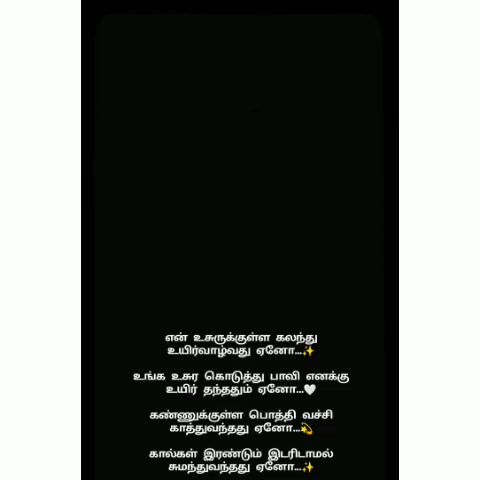 என் உசுருக்குள்ள கலந்து
உயிர்வாழ்வது ஏனோ...✨
உங்க உசுர கொடுத்து பாவி எனக்கு
உயிர் தந்ததும் ஏனோ...🤍
கண்ணுக்குள்ள பொத்தி வச்சி
காத்துவந்தது ஏனோ...💫
கால்கள் இரண்டும் இடரிடாமல்
சுமந்துவந்தது ஏனோ...✨